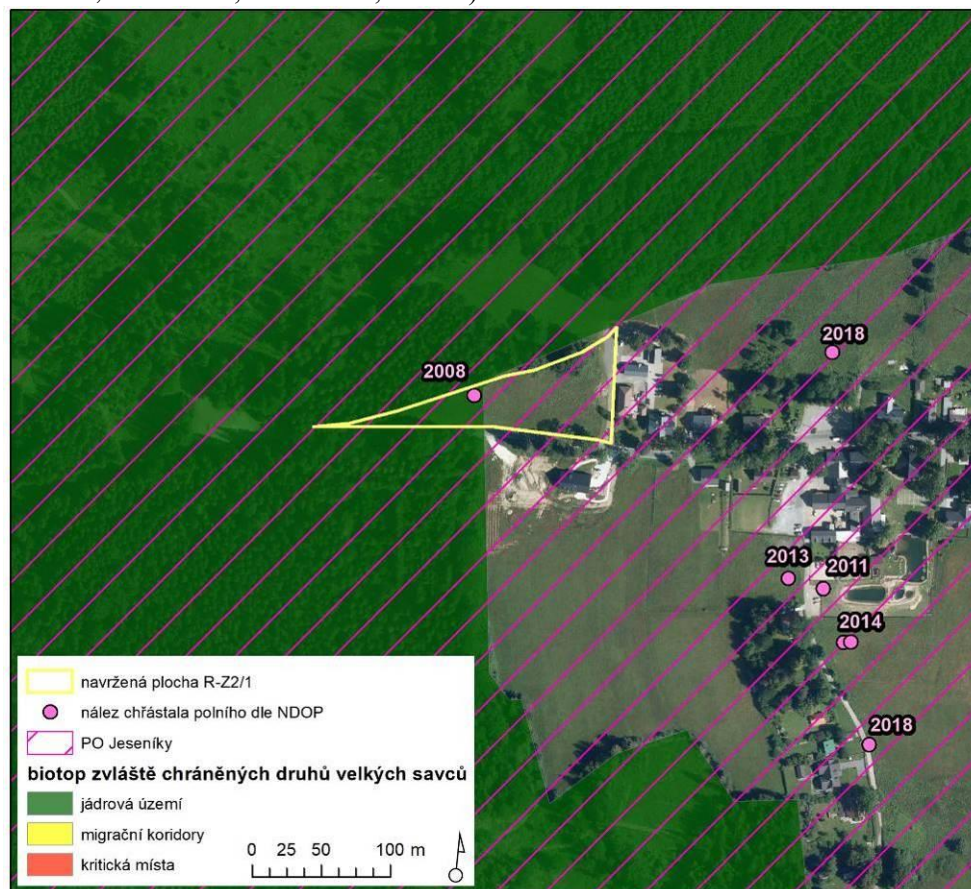 2018
2008
2013
2011
2014
2018
navržená plocha R-Z2/1
nález chřástala polního dle NDOP
PO Jeseníky
biotop zvláště chráněných druhů velkých savců
jádrová území
migrační koridory
kritická místa
0 25 50 100 m